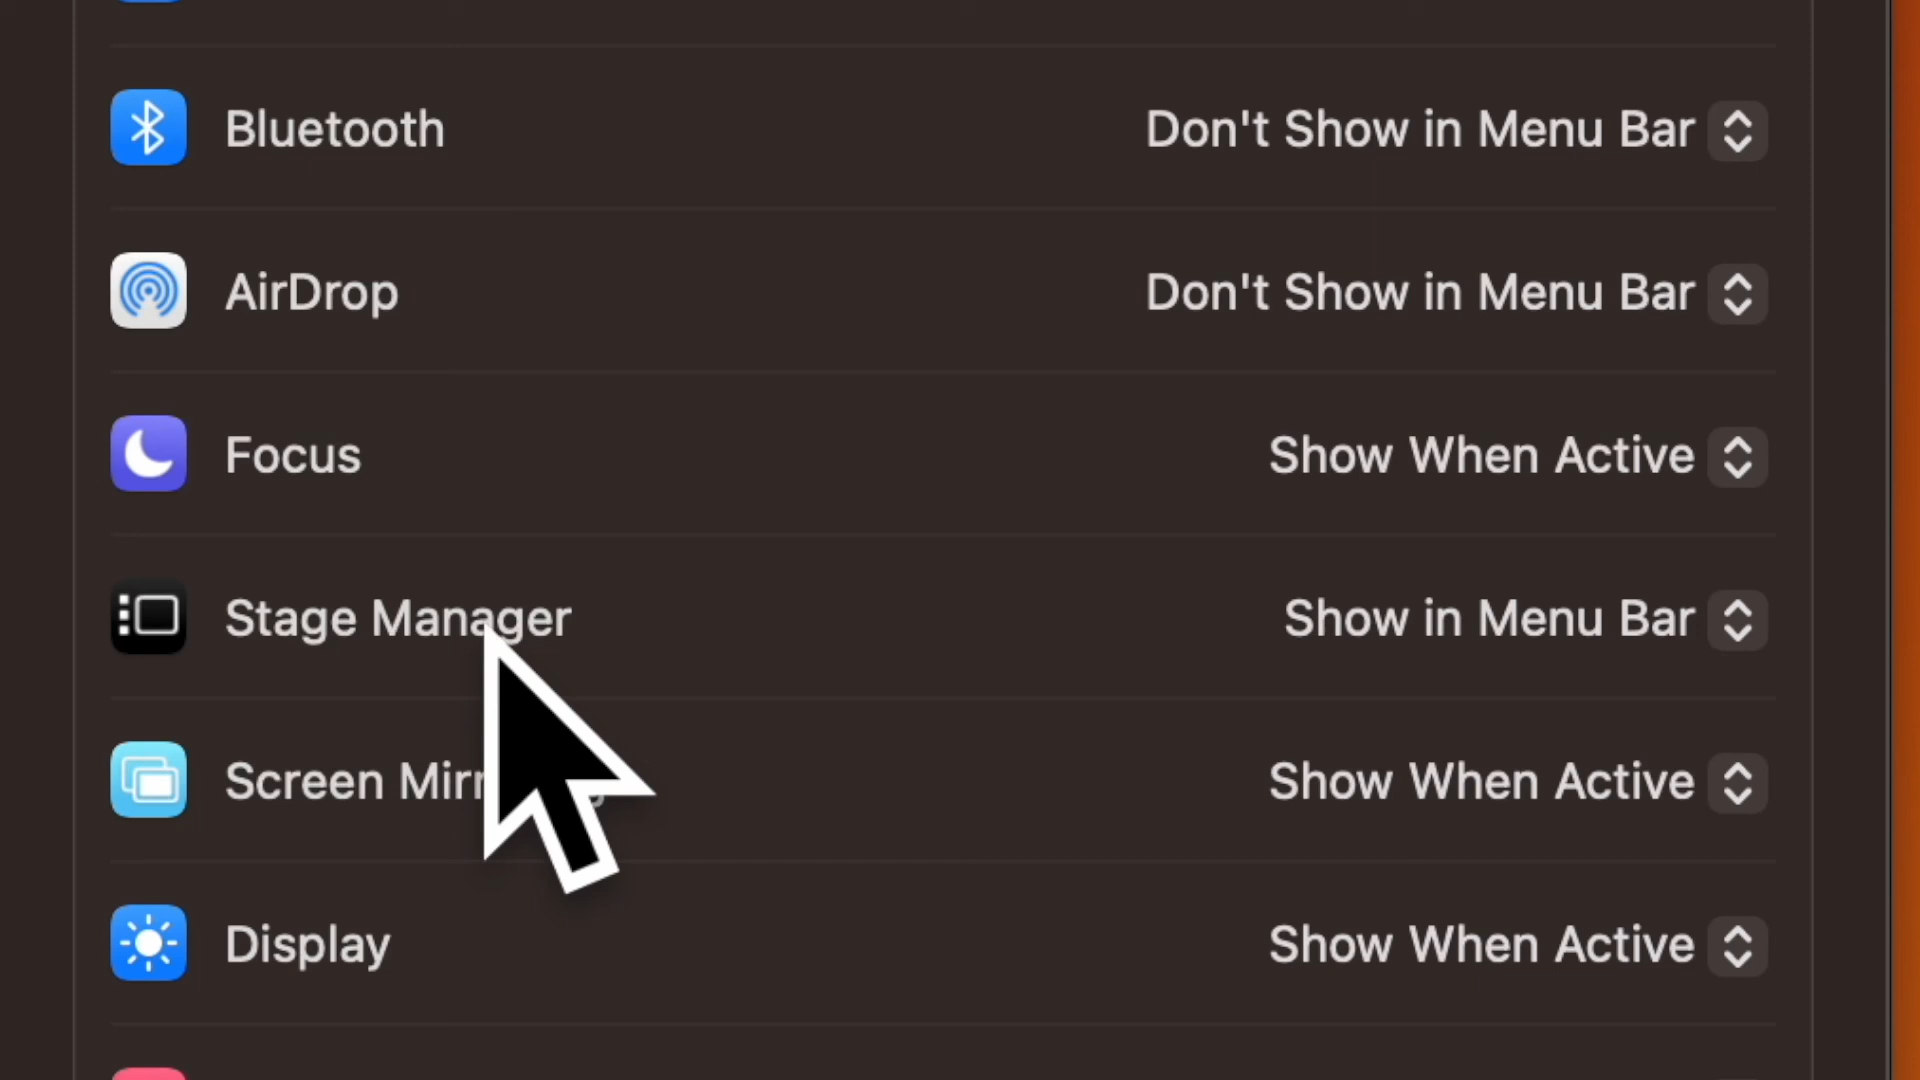 Bluetooth Don't Show in Menu Bar
AirDrop Don't Show in Menu Bar
Focus Show When Active
Stage Manager Show in Menu Bar
Screen Show When Active
Display Show When Active